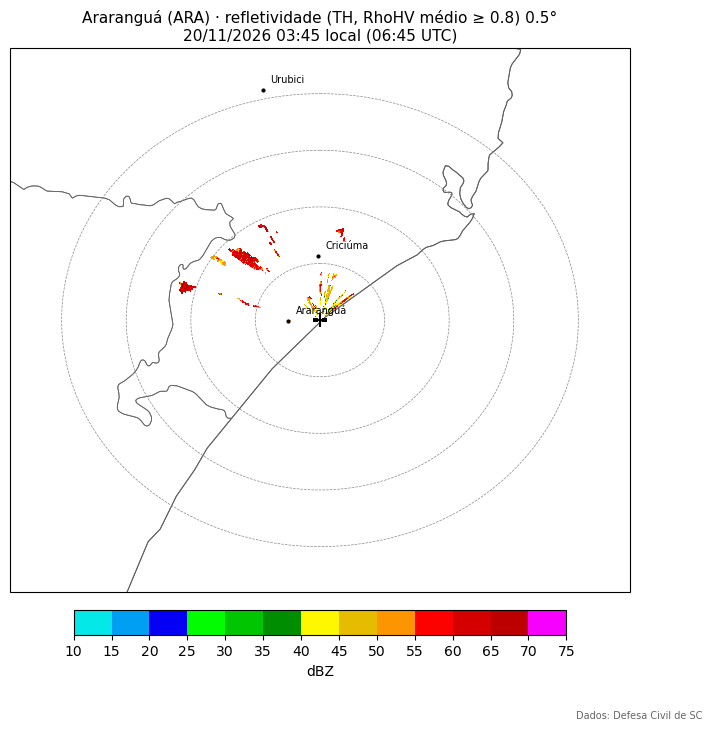 Araranguá (ARA) · refletividade (TH, RhoHV médio ≥ 0.8) 0.5°
20/11/2026 03:45 local (06:45 UTC)
Urubici
Criciúma
Araranguá
10 15 20 25 30 35 40 45 50 55 60 65 70 75
dBZ
Dados: Defesa Civil de SC